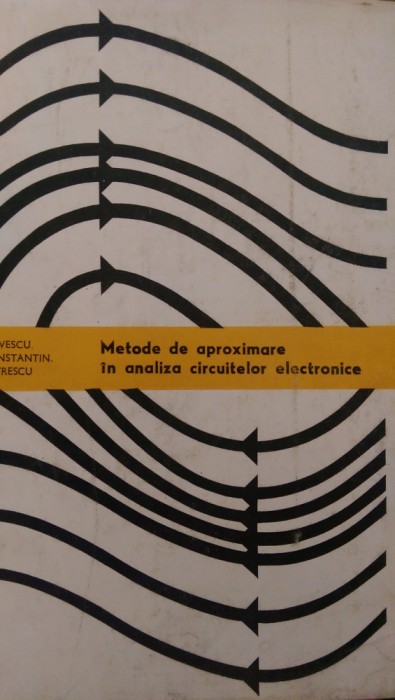 VESCU.
NSTANTIN.
RESCU
Metode de aproximare
în analiza circuitelor electronice